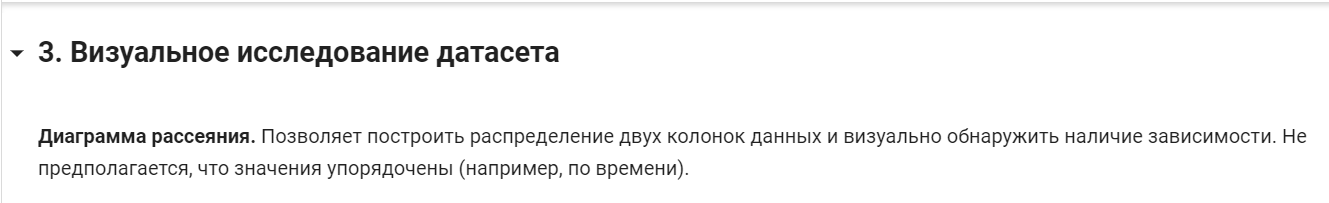 3. Визуальное исследование датасета
Диаграмма рассеяния. Позволяет построить распределение двух колонок данных и визуально обнаружить наличие зависимости. Не
предполагается, что значения упорядочены (например, по времени).